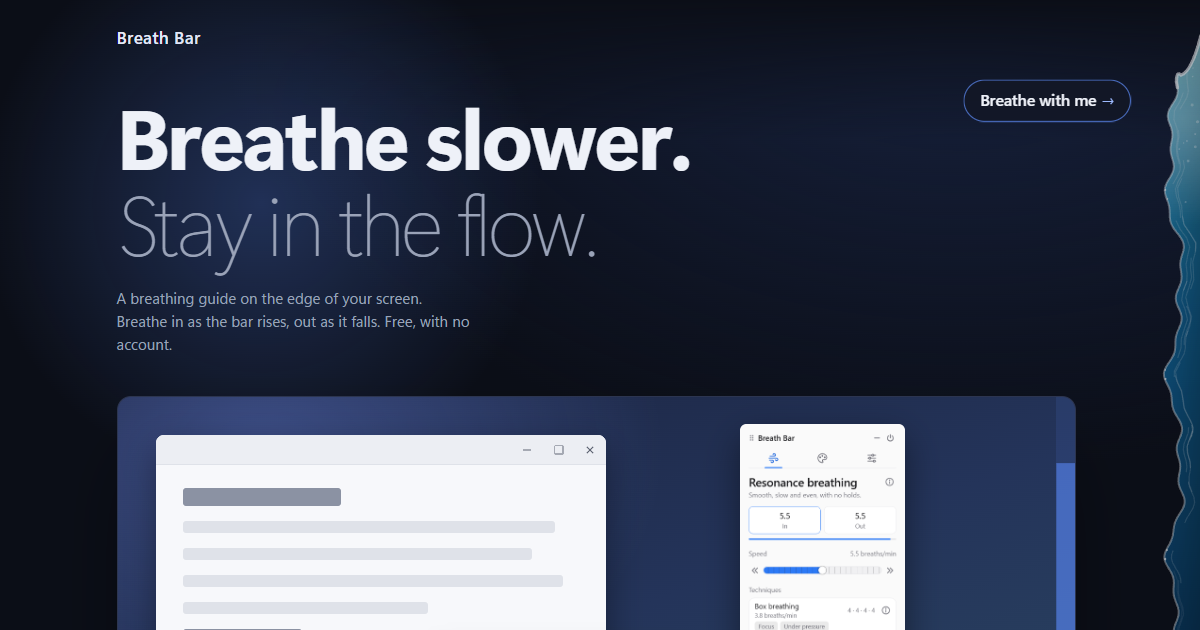 Breath Bar
Breathe with me →
Breathe slower.
Stay in the flow.
A breathing guide on the edge of your screen.
Breathe in as the bar rises, out as it falls. Free, with no
account.
Breath Bar
Resonance breathing
Smooth, slow and even, with no holds.
5.5 5.5
In Out
Speed 5.5 breaths/min
Techniques
Box breathing 4 · 4 · 4 · 4
3.8 breaths/min
Focus Under pressure